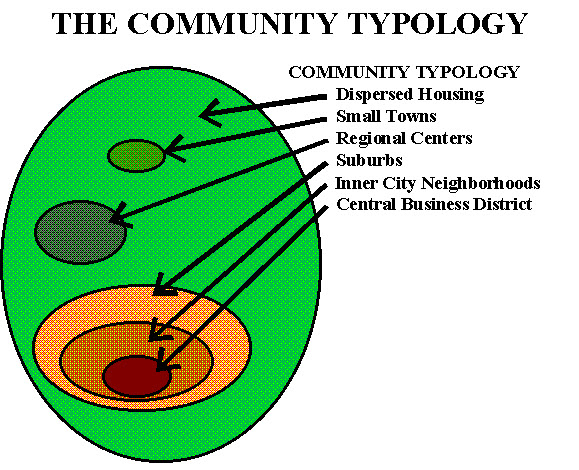 THE COMMUNITY TYPOLOGY
COMMUNITY TYPOLOGY
Dispersed Housing
Small Towns
Regional Centers
Suburbs
Inner City Neighborhoods
Central Business District